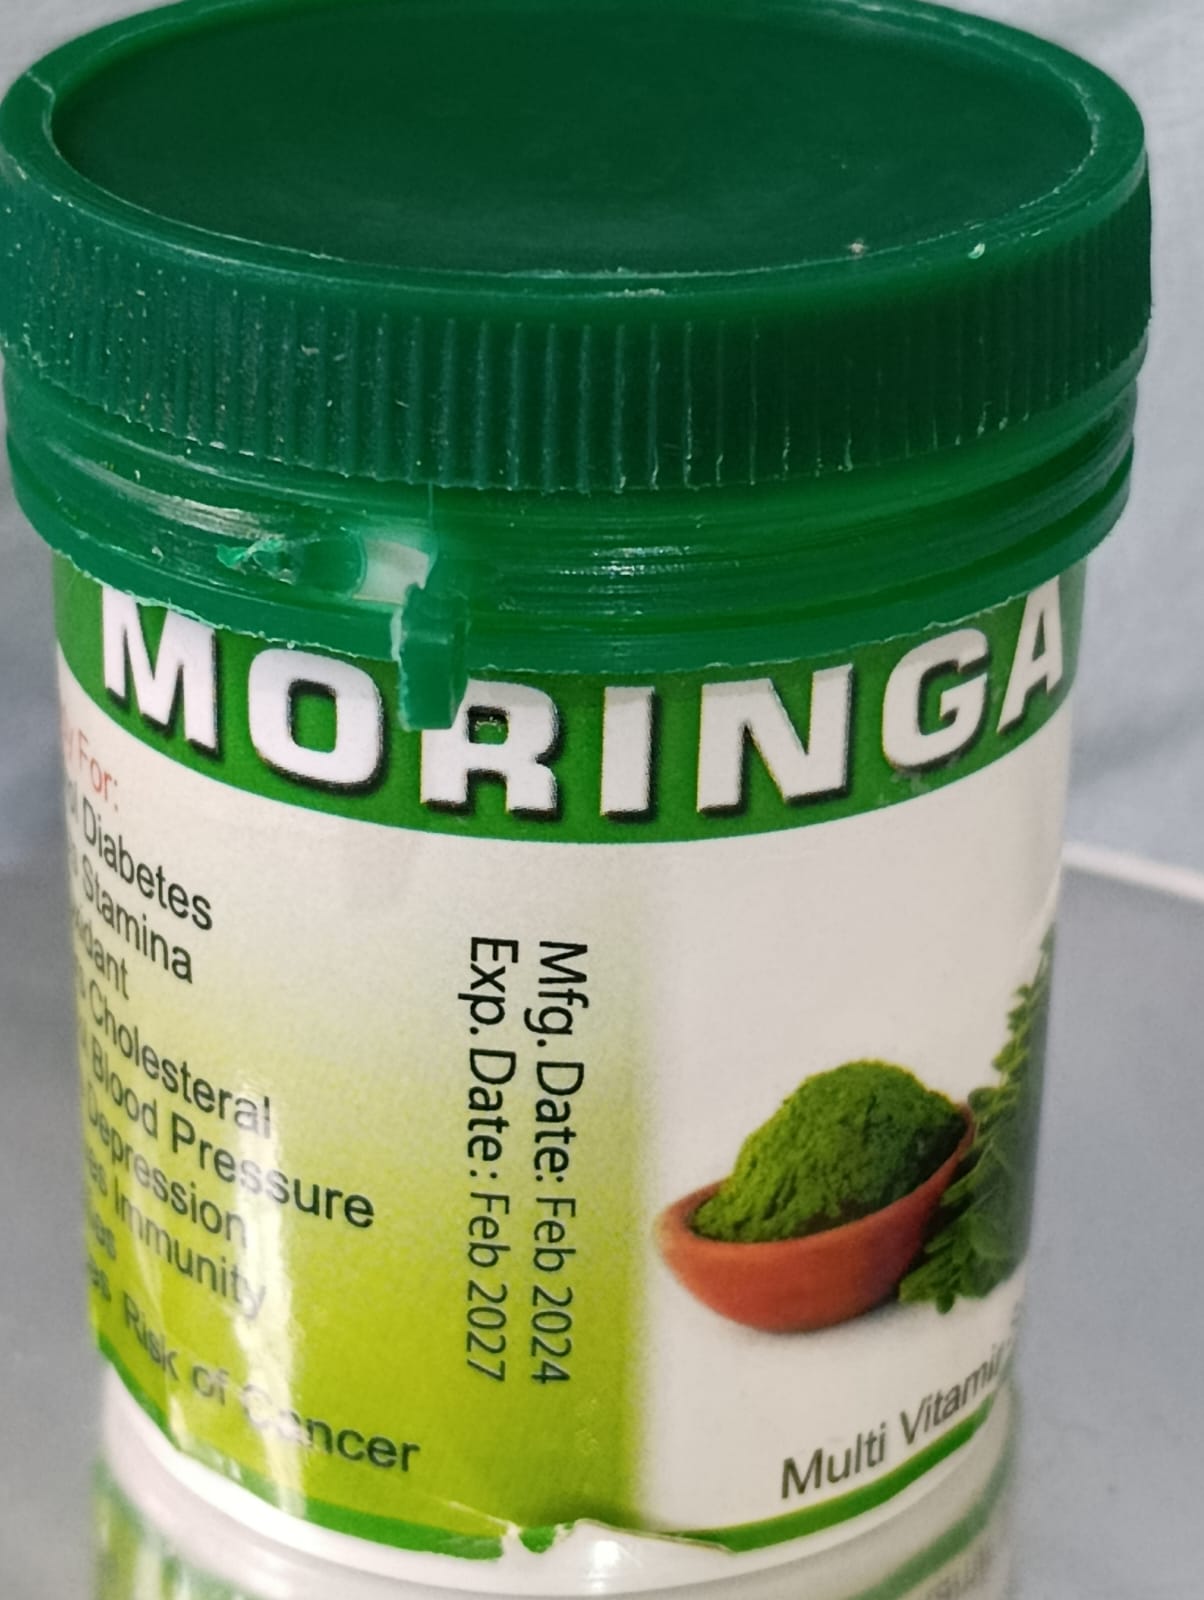 MORINGA
For:
Diabetes
Stamina
Cholesteral
Blood Pressure
Depression
Immunity
Risk of Cancer
Mfg. Date: Feb 2024
Exp. Date: Feb 2027
Multi